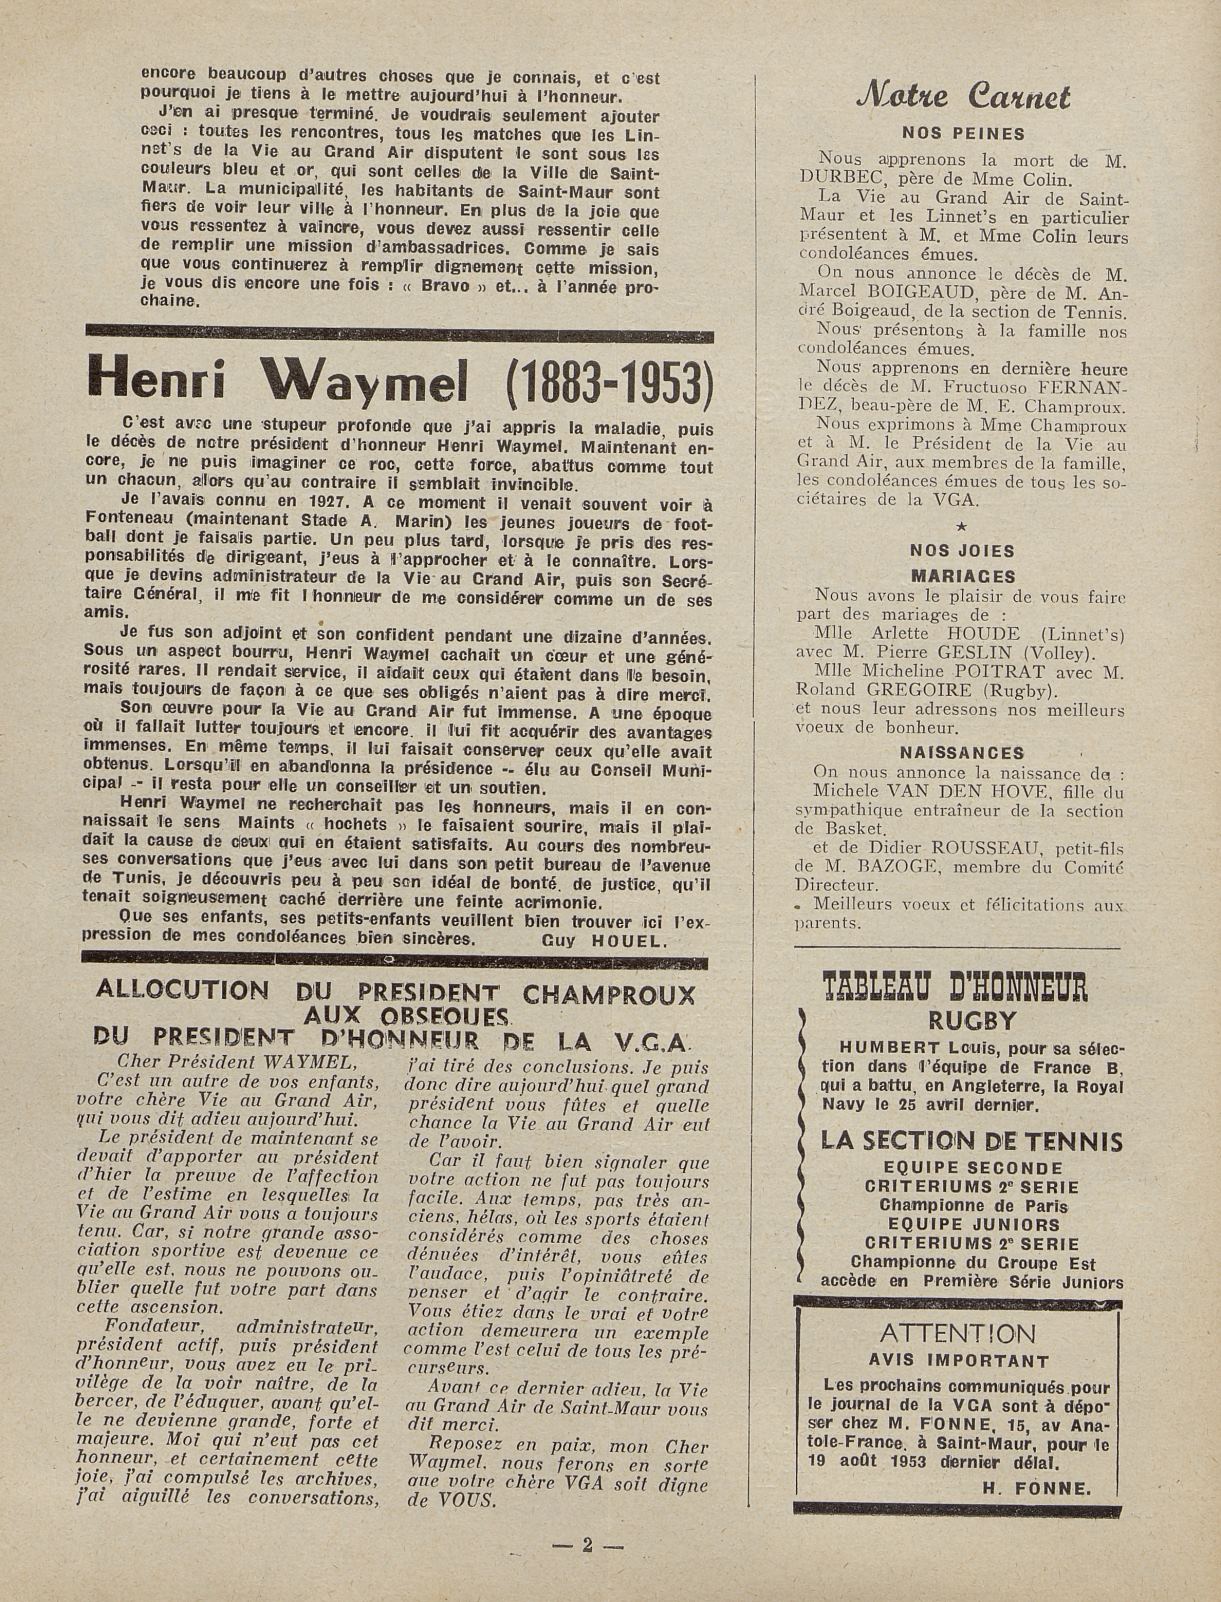 encore beaucoup d'autres choses que je connais, et c'est
pourquoi je tiens à le mettre aujourd'hui à l'honneur.
J'en ai presque terminé. Je voudrais seulement ajouter
ceci : toutes les rencontres, tous les matches que les Lin-
net's de la Vie au Grand Air disputent le sont sous les
couleurs bleu et or, qui sont celles de la Ville de Saint-
Maur. La municipalité, les habitants de Saint-Maur sont
fiers de voir leur ville à l'honneur. En plus de la joie que
vous ressentez à vaincre, vous devez aussi ressentir celle
de remplir une mission d'ambassadrices. Comme je sais
que vous continuerez à remplir dignement cette mission,
je vous dis encore une fois : « Bravo » et... à l'année pro-
chaine.
Henri Waymel (1883-1953)
C'est avec une stupeur profonde que j'ai appris la maladie, puis
le décès de notre président d'honneur Henri Waymel. Maintenant en-
core, je ne puis imaginer ce roc, cette force, abattus comme tout
un chacun, alors qu'au contraire il semblait invincible.
Je l'avais connu en 1927. A ce moment il venait souvent voir à
Fonteneau (maintenant Stade A. Marin) les jeunes joueurs de foot-
ball dont je faisais partie. Un peu plus tard, lorsque je pris des res-
ponsabilités de dirigeant, j'eus à l'approcher et à le connaître. Lors-
que je devins administrateur de la Vie au Grand Air, puis son Secré-
taire Général, il me fit l'honneur de me considérer comme un de ses
amis.
Je fus son adjoint et son confident pendant une dizaine d'années.
Sous un aspect bourru, Henri Waymel cachait un cœur et une géné-
rosité rares. Il rendait service, il aidait ceux qui étaient dans le besoin,
mais toujours de façon à ce que ses obligés n'aient pas à dire merci.
Son œuvre pour la Vie au Grand Air fut immense. A une époque
où il fallait lutter toujours et encore, il lui fit acquérir des avantages
immenses. En même temps, il lui faisait conserver ceux qu'elle avait
obtenus. Lorsqu'il en abandonna la présidence -- élu au Conseil Muni-
cipal -- il resta pour elle un conseiller et un soutien.
Henri Waymel ne recherchait pas les honneurs, mais il en con-
naissait le sens Maints « hochets » le faisaient sourire, mais il plai-
dait la cause de ceux qui en étaient satisfaits. Au cours des nombreu-
ses conversations que j'eus avec lui dans son petit bureau de l'avenue
de Tunis, je découvris peu à peu son idéal de bonté, de justice, qu'il
tenait soigneusement caché derrière une feinte acrimonie.
Que ses enfants, ses petits-enfants veuillent bien trouver ici l'ex-
pression de mes condoléances bien sincères. Guy HOUEL.
ALLOCUTION DU PRESIDENT CHAMPROUX
AUX OBSEQUES
DU PRESIDENT D'HONNEUR DE LA V.G.A.
Cher Président WAYMEL,
C'est un autre de vos enfants,
votre chère Vie au Grand Air,
qui vous dit adieu aujourd'hui.
Le président de maintenant se
devait d'apporter au président
d'hier la preuve de l'affection
et de l'estime en lesquelles la
Vie au Grand Air vous a toujours
tenu. Car, si notre grande asso-
ciation sportive est devenue ce
qu'elle est, nous ne pouvons ou-
blier quelle fut votre part dans
cette ascension.
Fondateur, administrateur,
président actif, puis président
d'honneur, vous avez eu le pri-
vilège de la voir naître, de la
bercer, de l'éduquer, avant qu'el-
le ne devienne grande, forte et
majeure. Moi qui n'eut pas cet
honneur, et certainement cette
joie, j'ai compulsé les archives,
j'ai aiguillé les conversations,
j'ai tiré des conclusions. Je puis
donc dire aujourd'hui quel grand
président vous fûtes et quelle
chance la Vie au Grand Air eut
de l'avoir.
Car il faut bien signaler que
votre action ne fut pas toujours
facile. Aux temps, pas très an-
ciens, hélas, où les sports étaient
considérés comme des choses
dénuées d'intérêt, vous eûtes
l'audace, puis l'opiniâtreté de
penser et d'agir le contraire.
Vous étiez dans le vrai et votre
action demeurera un exemple
comme l'est celui de tous les pré-
curseurs.
Avant ce dernier adieu, la Vie
au Grand Air de Saint-Maur vous
dit merci.
Reposez en paix, mon Cher
Waymel, nous ferons en sorte
que votre chère VGA soit digne
de VOUS.
Notre Carnet
NOS PEINES
Nous apprenons la mort de M.
DURBEC, père de Mme Colin.
La Vie au Grand Air de Saint-
Maur et les Linnet's en particulier
présentent à M. et Mme Colin leurs
condoléances émues.
On nous annonce le décès de M.
Marcel BOIGEAUD, père de M. An-
dré Boigeaud, de la section de Tennis.
Nous présentons à la famille nos
condoléances émues.
Nous apprenons en dernière heure
le décès de M. Fructuoso FERNAN-
DEZ, beau-père de M. E. Champroux.
Nous exprimons à Mme Champroux
et à M. le Président de la Vie au
Grand Air, aux membres de la famille,
les condoléances émues de tous les so-
ciétaires de la VGA.
★
NOS JOIES
MARIAGES
Nous avons le plaisir de vous faire
part des mariages de :
Mlle Arlette HOUDE (Linnet's)
avec M. Pierre GESLIN (Volley).
Mlle Micheline POITRAT avec M.
Roland GREGOIRE (Rugby).
et nous leur adressons nos meilleurs
voeux de bonheur.
NAISSANCES
On nous annonce la naissance de :
Michele VAN DEN HOVE, fille du
sympathique entraîneur de la section
de Basket.
et de Didier ROUSSEAU, petit-fils
de M. BAZOGE, membre du Comité
Directeur.
Meilleurs voeux et félicitations aux
parents.
TABLEAU D'HONNEUR
RUGBY
HUMBERT Louis, pour sa sélec-
tion dans l'équipe de France B,
qui a battu, en Angleterre, la Royal
Navy le 25 avril dernier.
LA SECTION DE TENNIS
EQUIPE SECONDE
CRITERIUMS 2e SERIE
Championne de Paris
EQUIPE JUNIORS
CRITERIUMS 2e SERIE
Championne du Groupe Est
accède en Première Série Juniors
ATTENTION
AVIS IMPORTANT
Les prochains communiqués pour
le journal de la VGA sont à dépo-
ser chez M. FONNE, 15, av Ana-
tole-France, à Saint-Maur, pour le
19 août 1953 dernier délai.
H. FONNE.
— 2 —